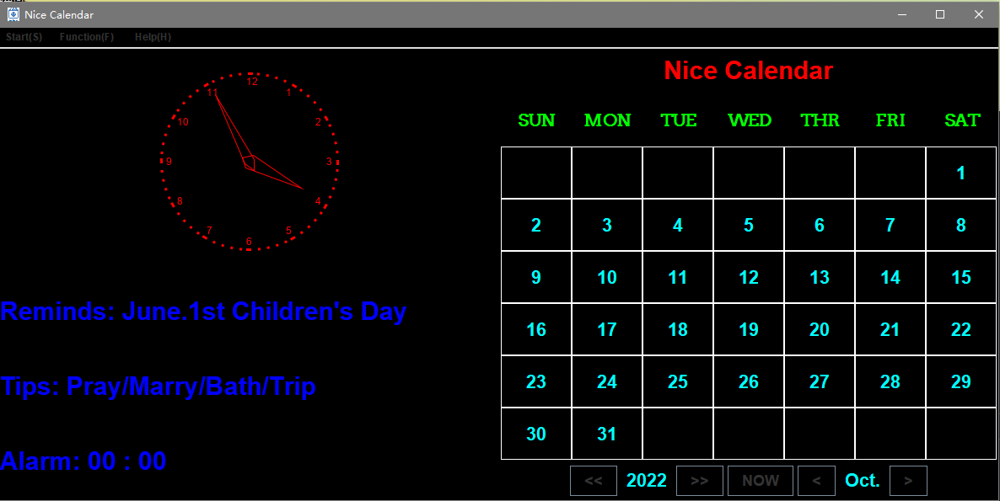 Nice Calendar
Start(S) Function(F) Help(H)
12
11 1
10 2
9 3
8 4
7 5
6
Reminds: June.1st Children's Day
Tips: Pray/Marry/Bath/Trip
Alarm: 00 : 00
Nice Calendar
SUN MON TUE WED THR FRI SAT
1
2 3 4 5 6 7 8
9 10 11 12 13 14 15
16 17 18 19 20 21 22
23 24 25 26 27 28 29
30 31
<< 2022 >> NOW < Oct. >